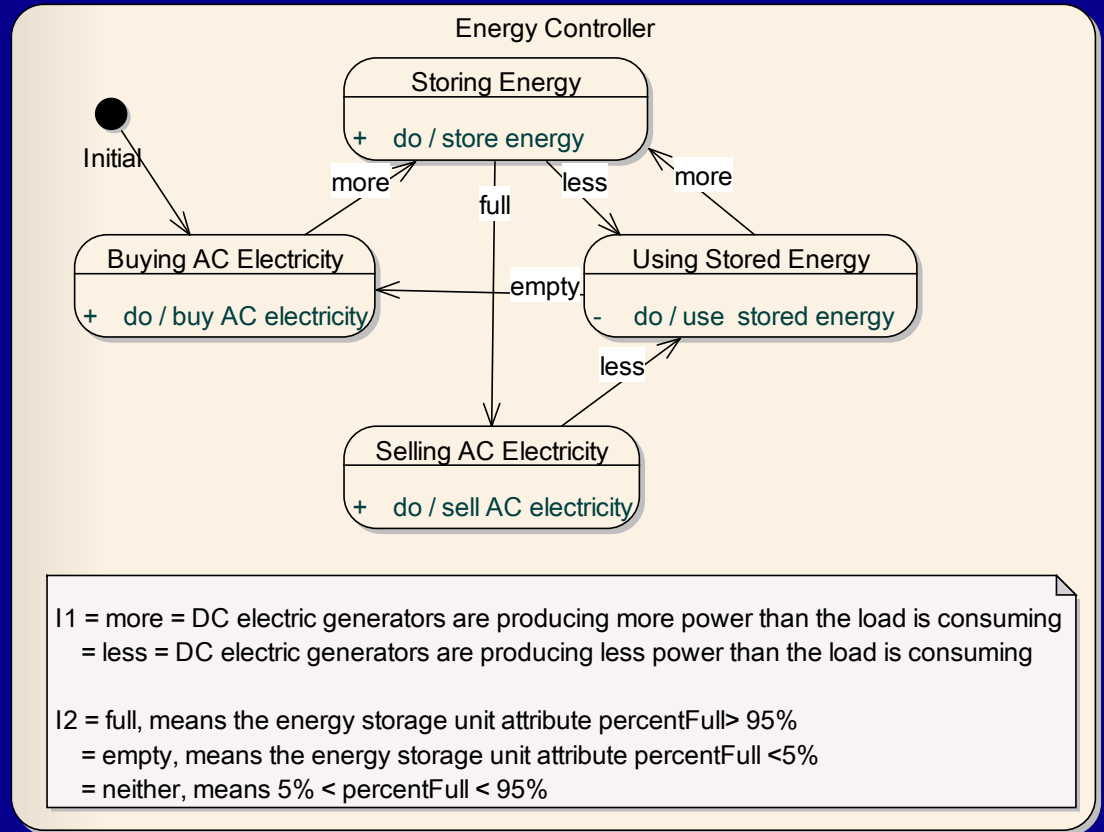 Energy Controller
Storing Energy
+ do / store energy
Initial
more
full
less
more
Buying AC Electricity
+ do / buy AC electricity
empty
Using Stored Energy
- do / use  stored energy
less
Selling AC Electricity
+ do / sell AC electricity
I1 = more = DC electric generators are producing more power than the load is consuming
= less = DC electric generators are producing less power than the load is consuming
I2 = full, means the energy storage unit attribute percentFull> 95%
= empty, means the energy storage unit attribute percentFull <5%
= neither, means 5% < percentFull < 95%